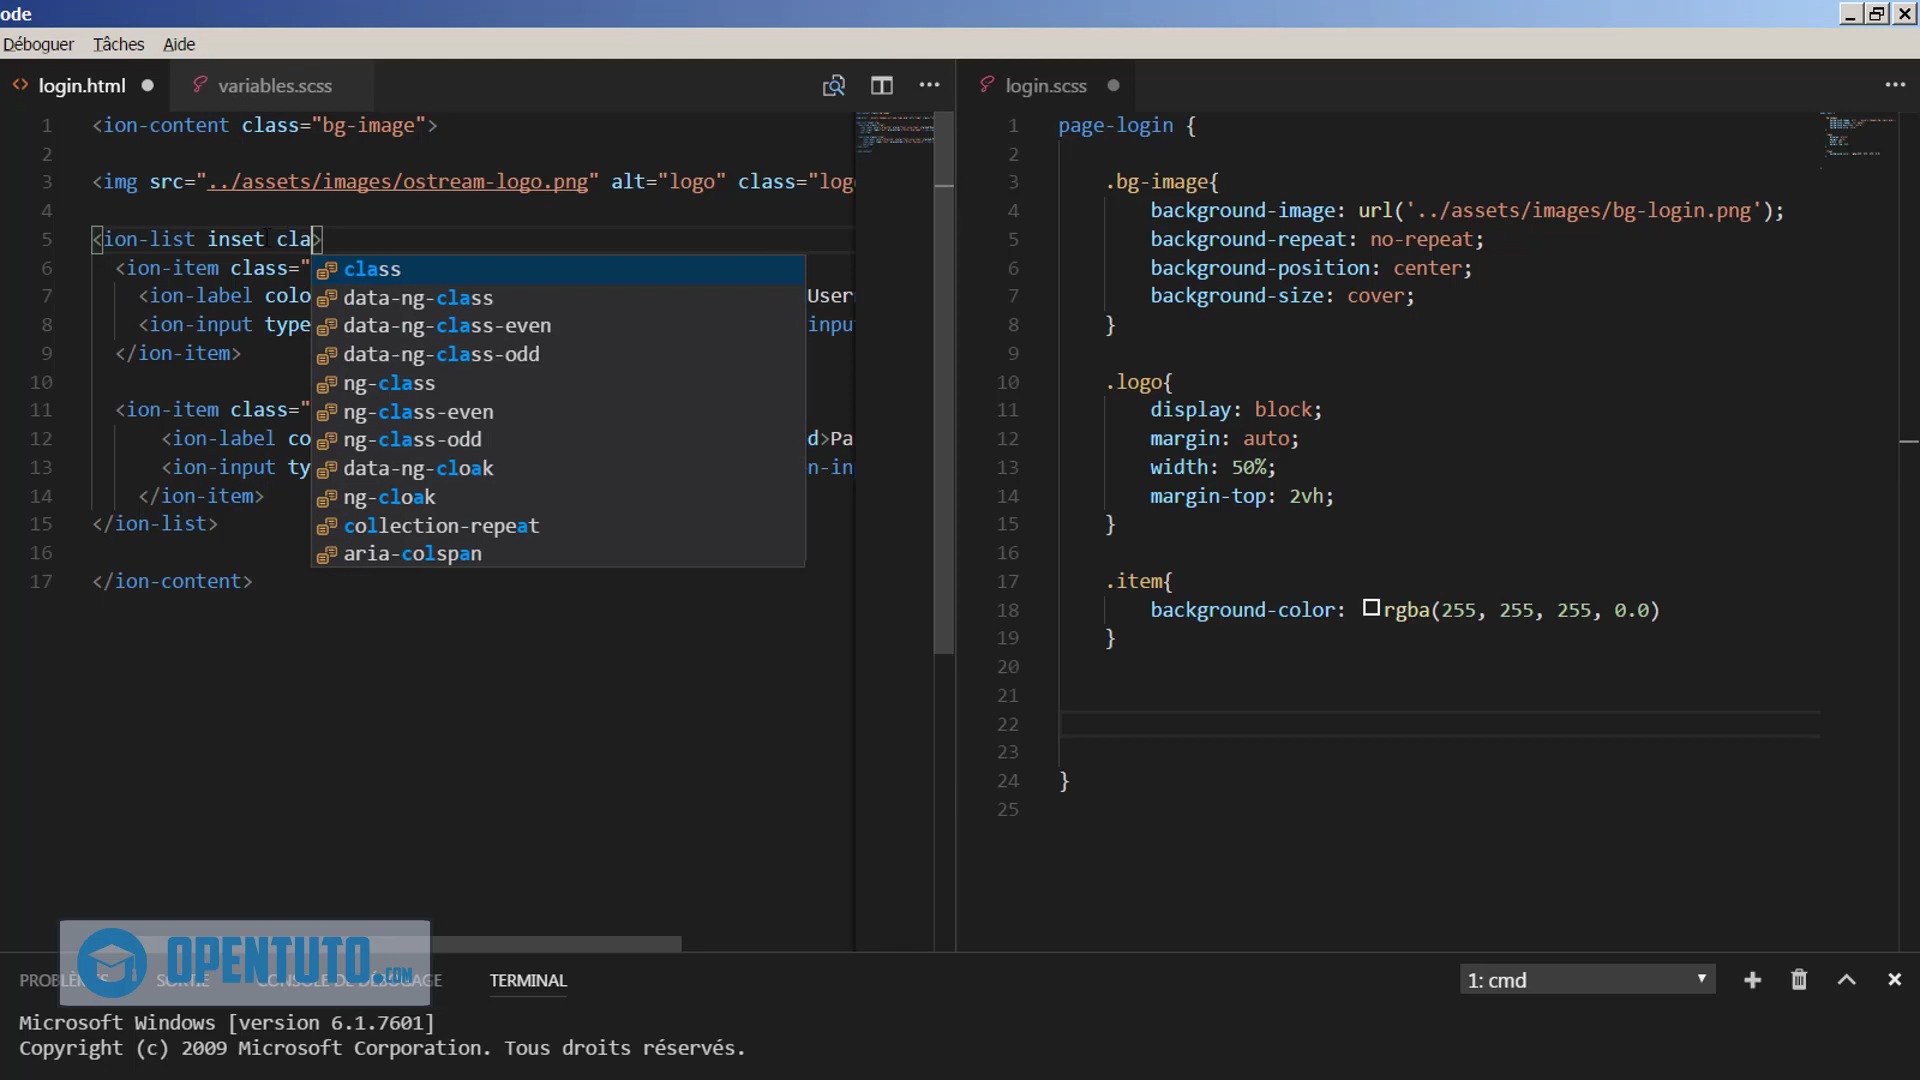 ode
Déboguer Tâches Aide
login.html variables.scss
1 <ion-content class="bg-image">
2
3 <img src="../assets/images/ostream-logo.png" alt="logo" class="log
4
5 <ion-list inset cla>
6 <ion-item class="
7 <ion-label colo User
8 <ion-input type input
9 </ion-item>
10
11 <ion-item class="
12 <ion-label co d>Pa
13 <ion-input ty n-inp
14 </ion-item>
15 </ion-list>
16
17 </ion-content>
class
data-ng-class
data-ng-class-even
data-ng-class-odd
ng-class
ng-class-even
ng-class-odd
data-ng-cloak
ng-cloak
collection-repeat
aria-colspan
login.scss
1 page-login {
2
3 .bg-image{
4 background-image: url('../assets/images/bg-login.png');
5 background-repeat: no-repeat;
6 background-position: center;
7 background-size: cover;
8 }
9
10 .logo{
11 display: block;
12 margin: auto;
13 width: 50%;
14 margin-top: 2vh;
15 }
16
17 .item{
18 background-color: rgba(255, 255, 255, 0.0)
19 }
20
21
22
23
24 }
25
PROBLÈMES SORTIE CONSOLE DE DÉBOGAGE TERMINAL
OPENTUTO.COM
1: cmd
Microsoft Windows [version 6.1.7601]
Copyright (c) 2009 Microsoft Corporation. Tous droits réservés.